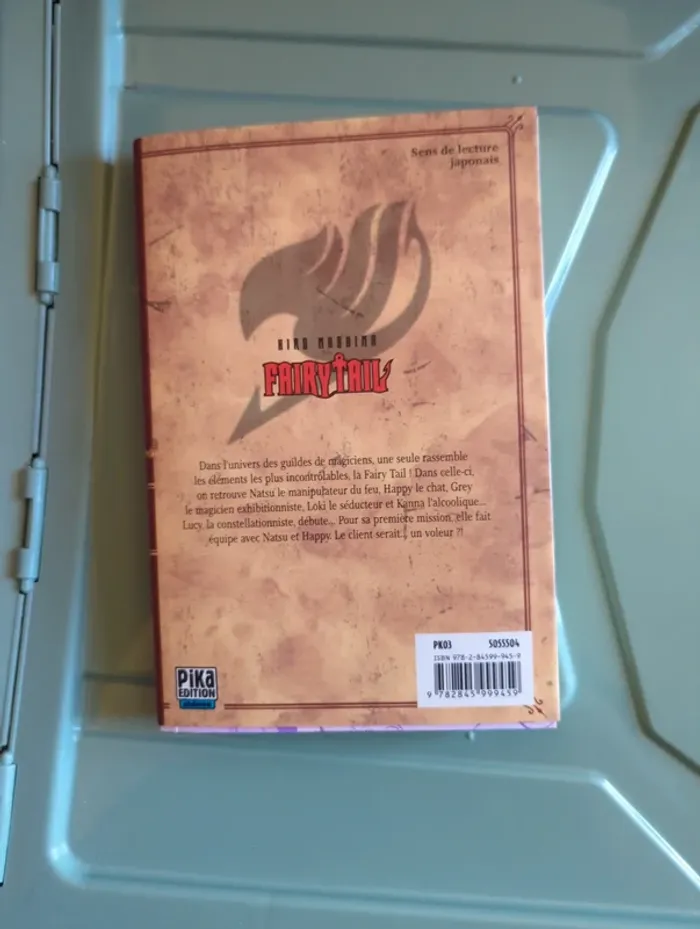 Sens de lecture
japonais
HIRO MASHIMA
FAIRY TAIL
Dans l'univers des guildes de magiciens, une seule rassemble
les éléments les plus incontrôlables, la Fairy Tail ! Dans celle-ci,
on retrouve Natsu le manipulateur du feu, Happy le chat, Grey
le magicien exhibitionniste, Loki le séducteur et Kanna l'alcoolique...
Lucy, la constellationniste, débute... Pour sa première mission, elle fait
équipe avec Natsu et Happy. Le client serait... un voleur ?!
PK03 5055504
ISBN 978-2-84599-945-9
9 782845 999459
PiKa
EDITION